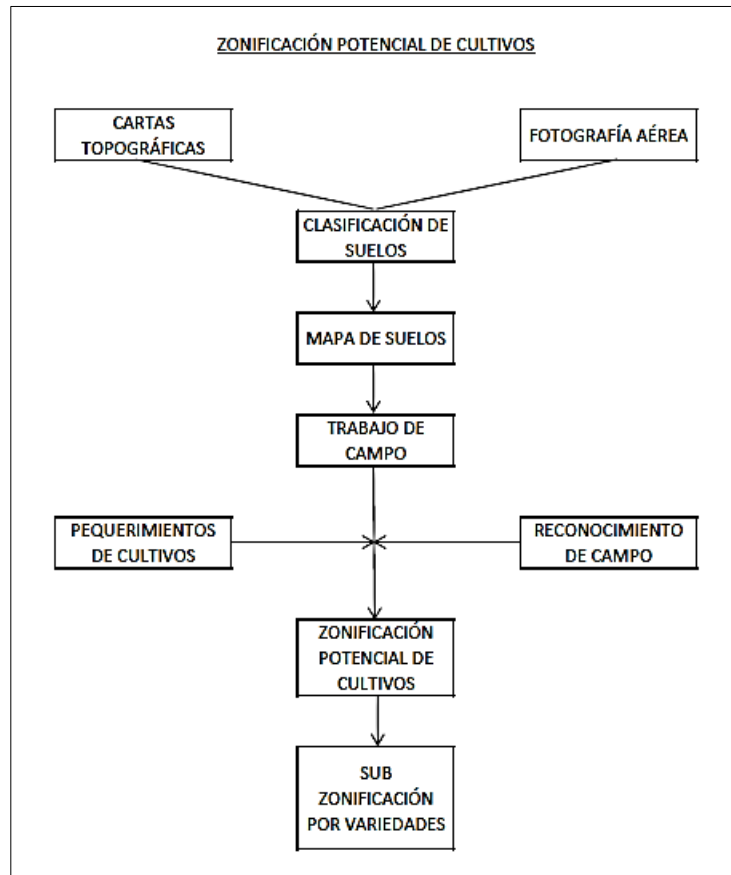 ZONIFICACIÓN POTENCIAL DE CULTIVOS
CARTAS
TOPOGRÁFICAS
FOTOGRAFÍA AÉREA
CLASIFICACIÓN DE
SUELOS
MAPA DE SUELOS
TRABAJO DE
CAMPO
PEQUERIMIENTOS
DE CULTIVOS
RECONOCIMIENTO
DE CAMPO
ZONIFICACIÓN
POTENCIAL DE
CULTIVOS
SUB
ZONIFICACIÓN
POR VARIEDADES